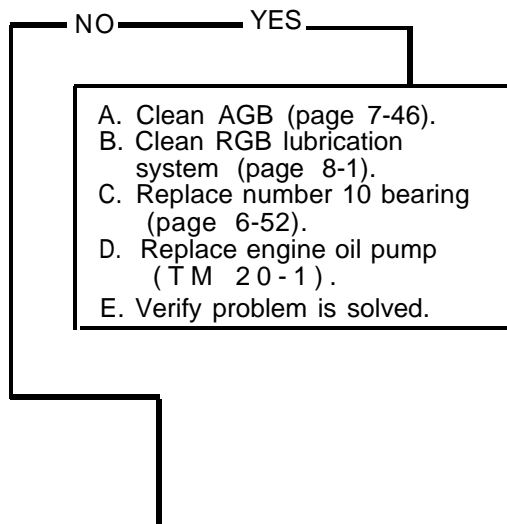 NO YES
A. Clean AGB (page 7-46).
B. Clean RGB lubrication
system (page 8-1).
C. Replace number 10 bearing
(page 6-52).
D. Replace engine oil pump
(TM 20-1).
E. Verify problem is solved.